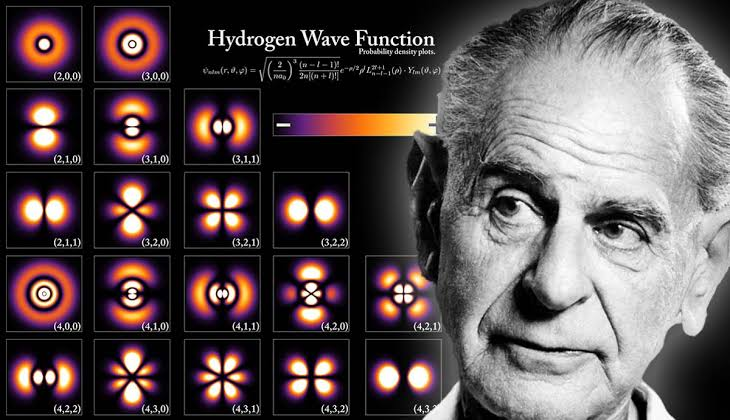 Hydrogen Wave Function
Probability density plots.
ψnlm(r, ϑ, φ) = √((2/na₀)³ (n − l − 1)!/2n[(n + l)!]) e^−ρ/2 ρ^l L^2l+1_n−l−1(ρ) · Ylm(ϑ, φ)
(2,0,0) (3,0,0)
(2,1,0) (3,1,0) (3,1,1)
(2,1,1) (3,2,0) (3,2,1) (3,2,2)
(4,0,0) (4,1,0) (4,1,1) (4,2,0) (4,2,1)
(4,2,2) (4,3,0) (4,3,1) (4,3,2) (4,3